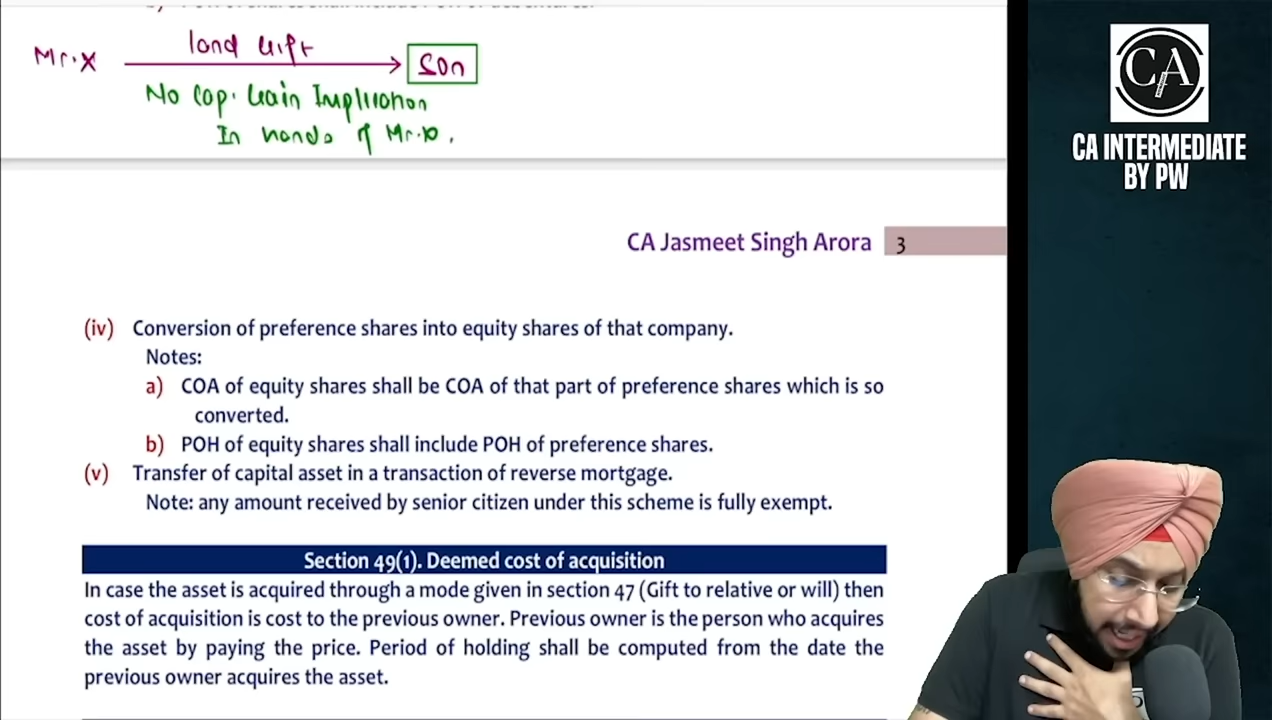 Mr. X
land Gift
Son
No Cap. Gain Implication
In hands of Mr. X.
CA
CA INTERMEDIATE
BY PW
CA Jasmeet Singh Arora 3
(iv) Conversion of preference shares into equity shares of that company.
Notes:
a) COA of equity shares shall be COA of that part of preference shares which is so
converted.
b) POH of equity shares shall include POH of preference shares.
(v) Transfer of capital asset in a transaction of reverse mortgage.
Note: any amount received by senior citizen under this scheme is fully exempt.
Section 49(1). Deemed cost of acquisition
In case the asset is acquired through a mode given in section 47 (Gift to relative or will) then
cost of acquisition is cost to the previous owner. Previous owner is the person who acquires
the asset by paying the price. Period of holding shall be computed from the date the
previous owner acquires the asset.